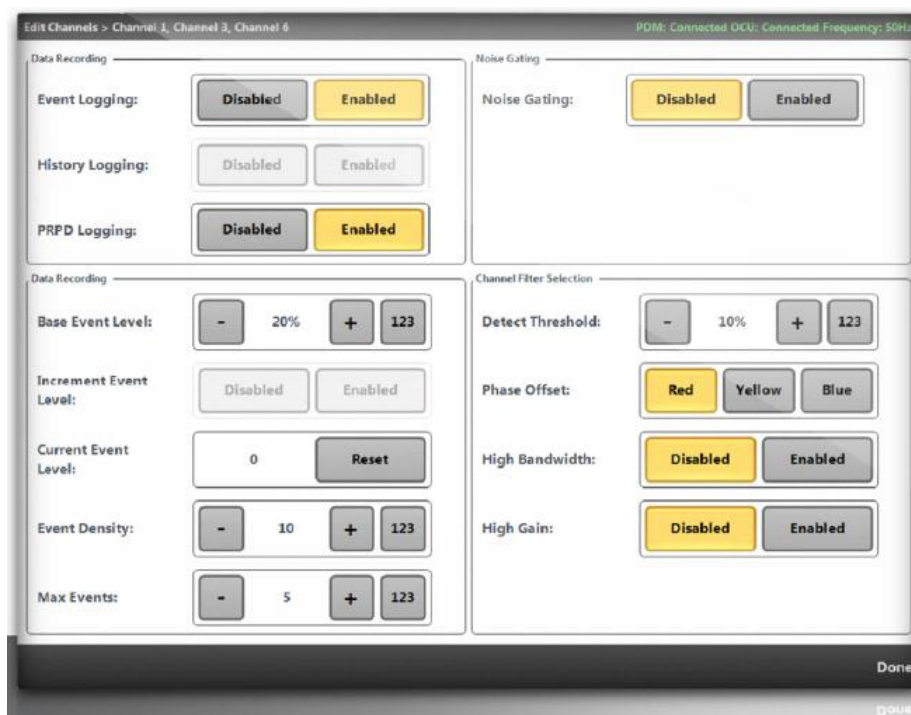 Edit Channels > Channel 1, Channel 3, Channel 6
PDM: Connected OCU: Connected Frequency: 50Hz
Data Recording
Event Logging: Disabled Enabled
History Logging: Disabled Enabled
PRPD Logging: Disabled Enabled
Noise Gating
Noise Gating: Disabled Enabled
Data Recording
Base Event Level: - 20% + 123
Increment Event
Level: Disabled Enabled
Current Event
Level: 0 Reset
Event Density: - 10 + 123
Max Events: - 5 + 123
Channel Filter Selection
Detect Threshold: - 10% + 123
Phase Offset: Red Yellow Blue
High Bandwidth: Disabled Enabled
High Gain: Disabled Enabled
Done